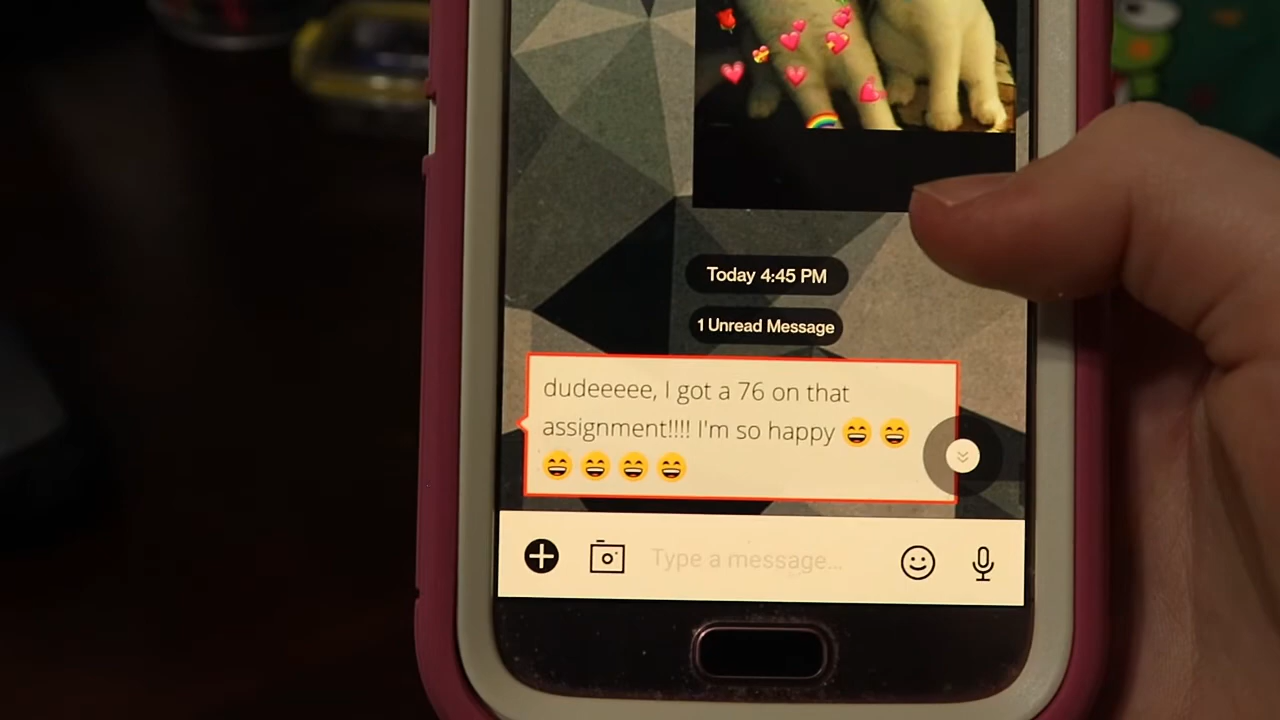 Today 4:45 PM
1 Unread Message
dudeeeee, I got a 76 on that
assignment!!!! I'm so happy 😄 😄
😄 😄 😄 😄
Type a message...